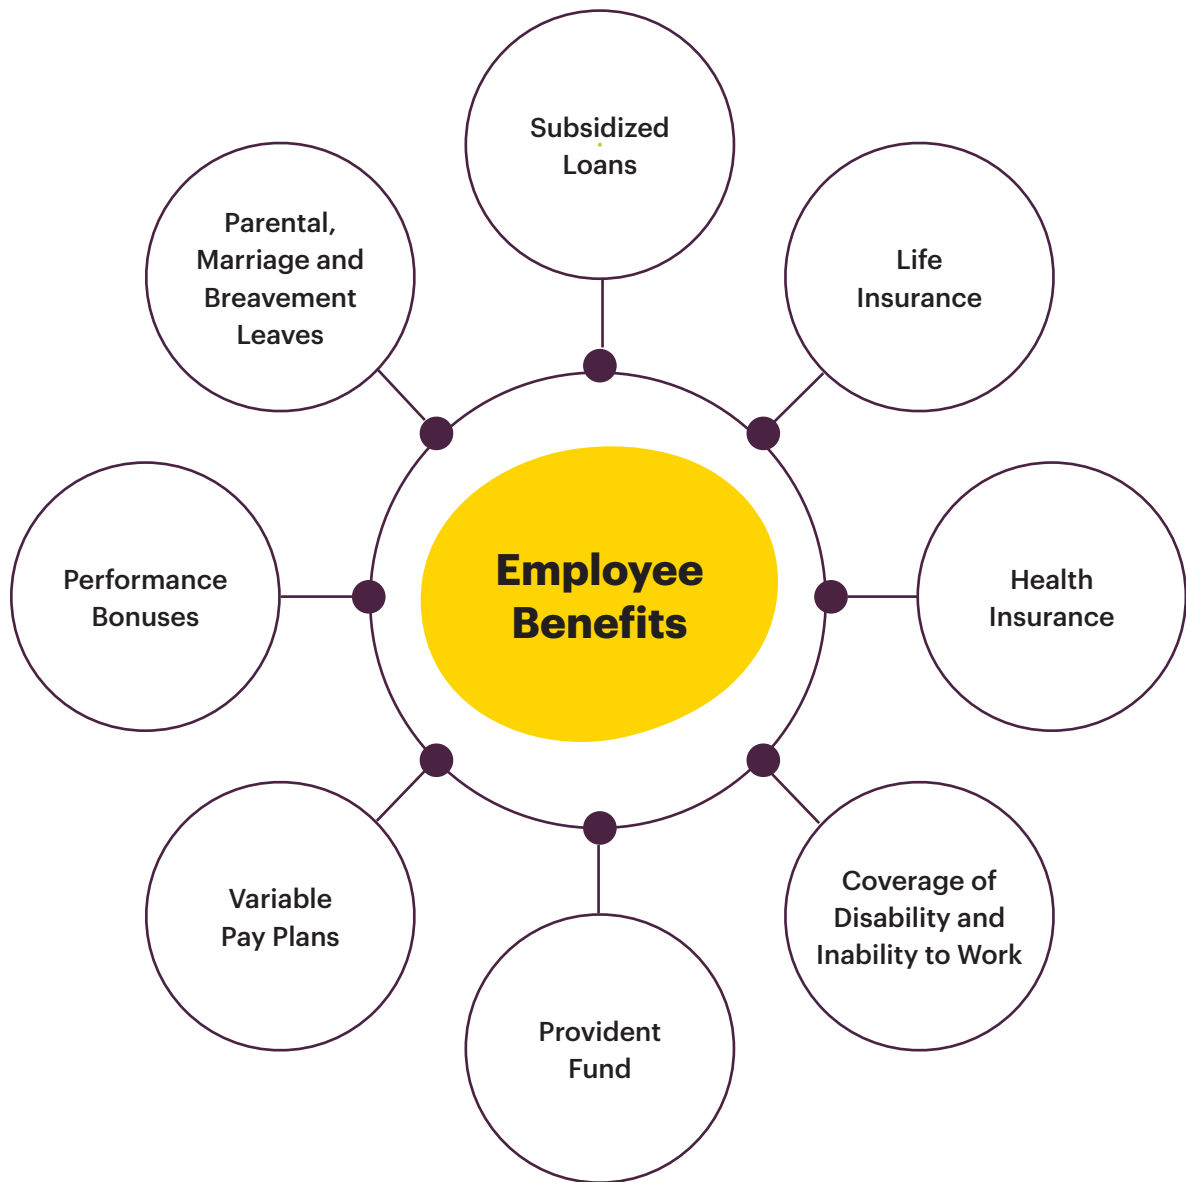 Subsidized
Loans
Life
Insurance
Health
Insurance
Coverage of
Disability and
Inability to Work
Provident
Fund
Variable
Pay Plans
Performance
Bonuses
Parental,
Marriage and
Breavement
Leaves
Employee
Benefits